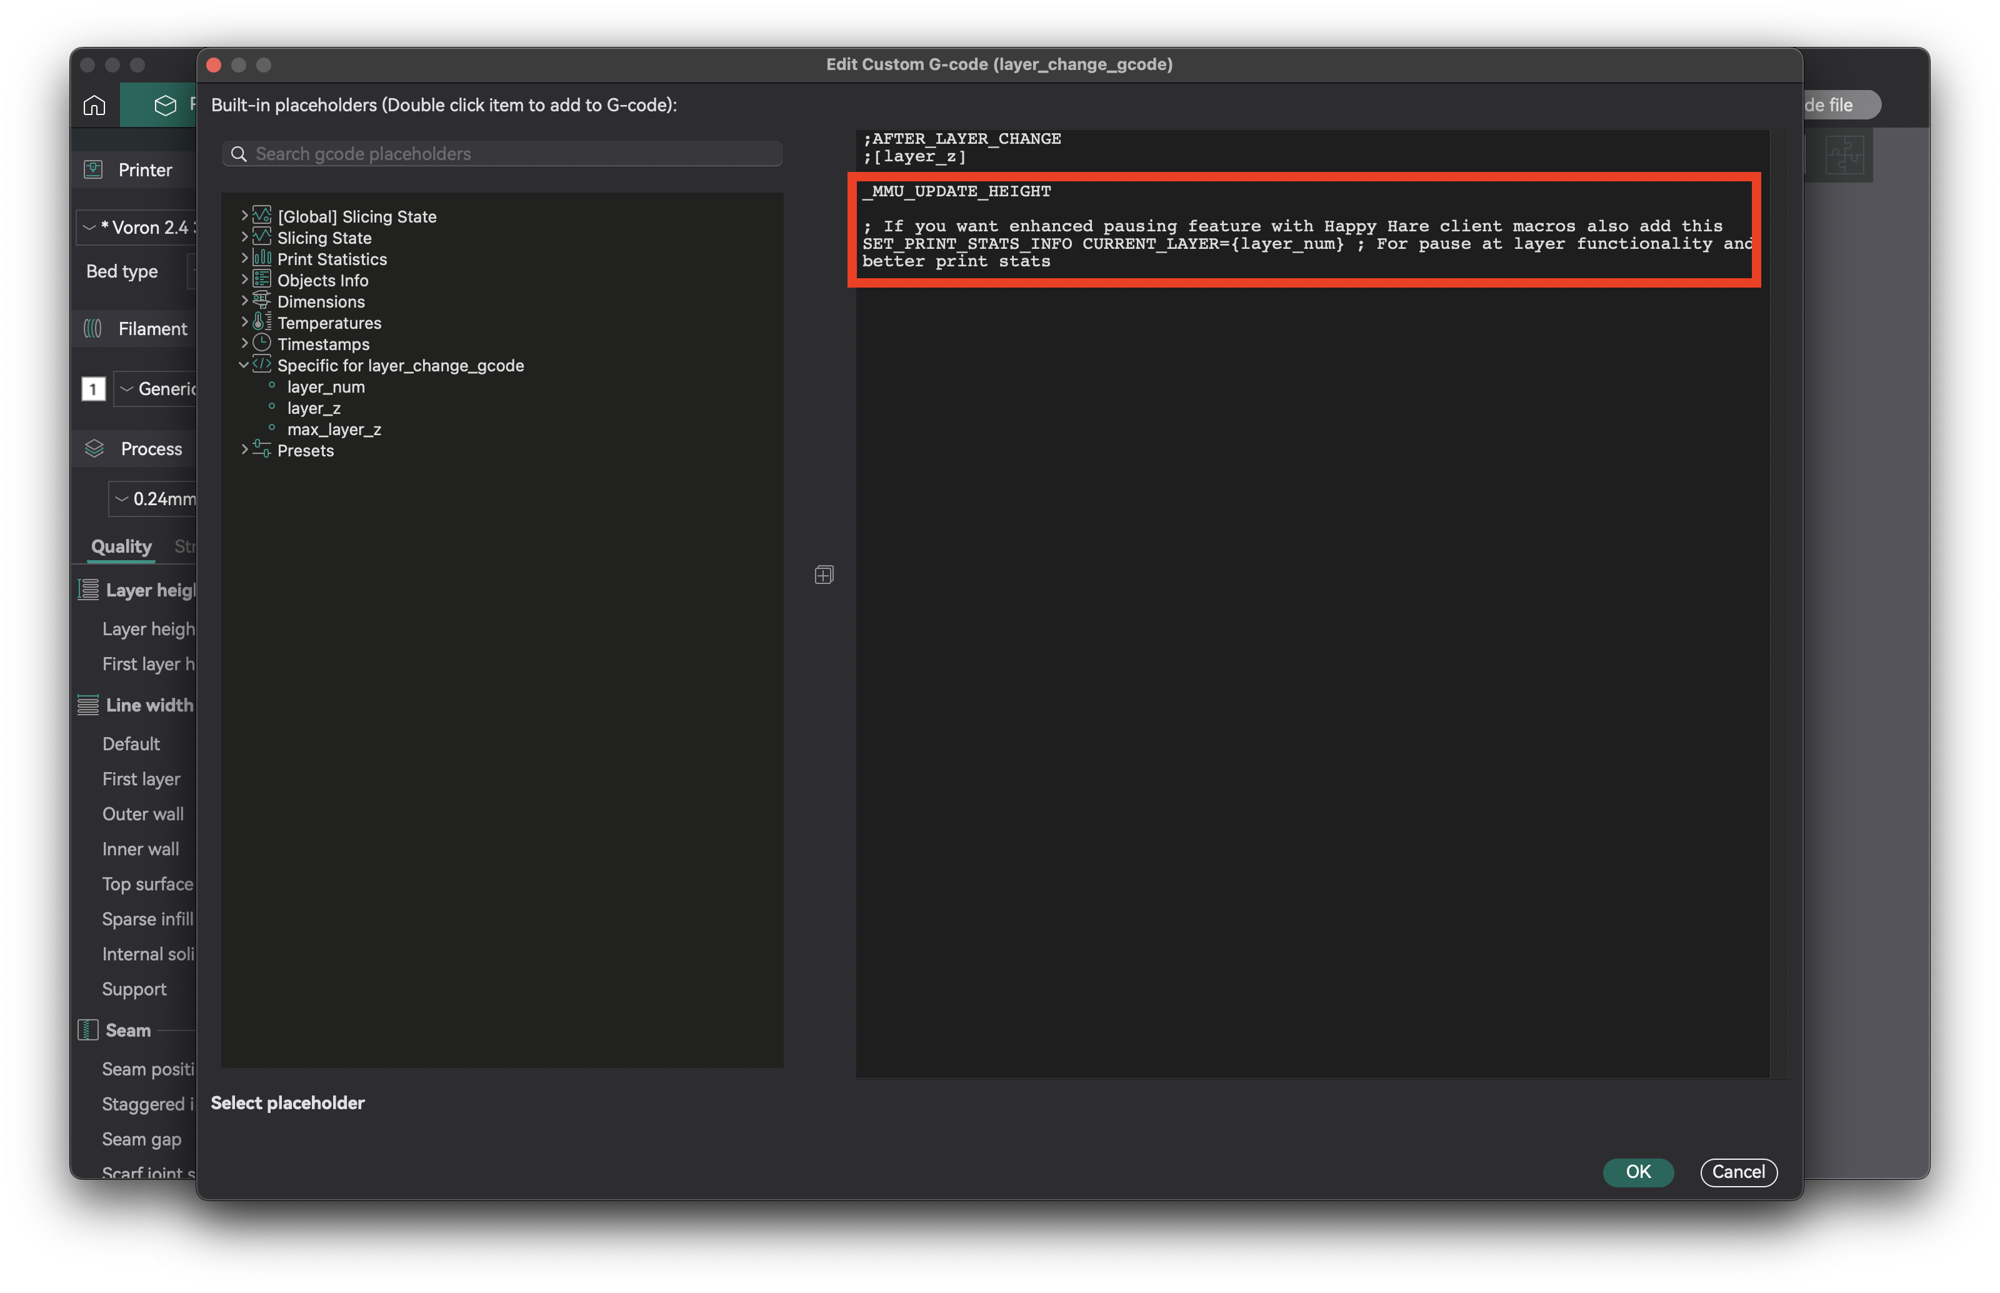 Edit Custom G-code (layer_change_gcode)
de file
Built-in placeholders (Double click item to add to G-code):
Search gcode placeholders
;AFTER_LAYER_CHANGE
;[layer_z]
_MMU_UPDATE_HEIGHT
; If you want enhanced pausing feature with Happy Hare client macros also add this
SET_PRINT_STATS_INFO CURRENT_LAYER={layer_num} ; For pause at layer functionality and
better print stats
[Global] Slicing State
Slicing State
Print Statistics
Objects Info
Dimensions
Temperatures
Timestamps
Specific for layer_change_gcode
layer_num
layer_z
max_layer_z
Presets
Select placeholder
OK
Cancel
Printer
* Voron 2.4
Bed type
Filament
1
Generic
Process
0.24mm
Quality
Str
Layer heigh
Layer heigh
First layer h
Line width
Default
First layer
Outer wall
Inner wall
Top surface
Sparse infill
Internal soli
Support
Seam
Seam positi
Staggered i
Seam gap
Scarf joint s